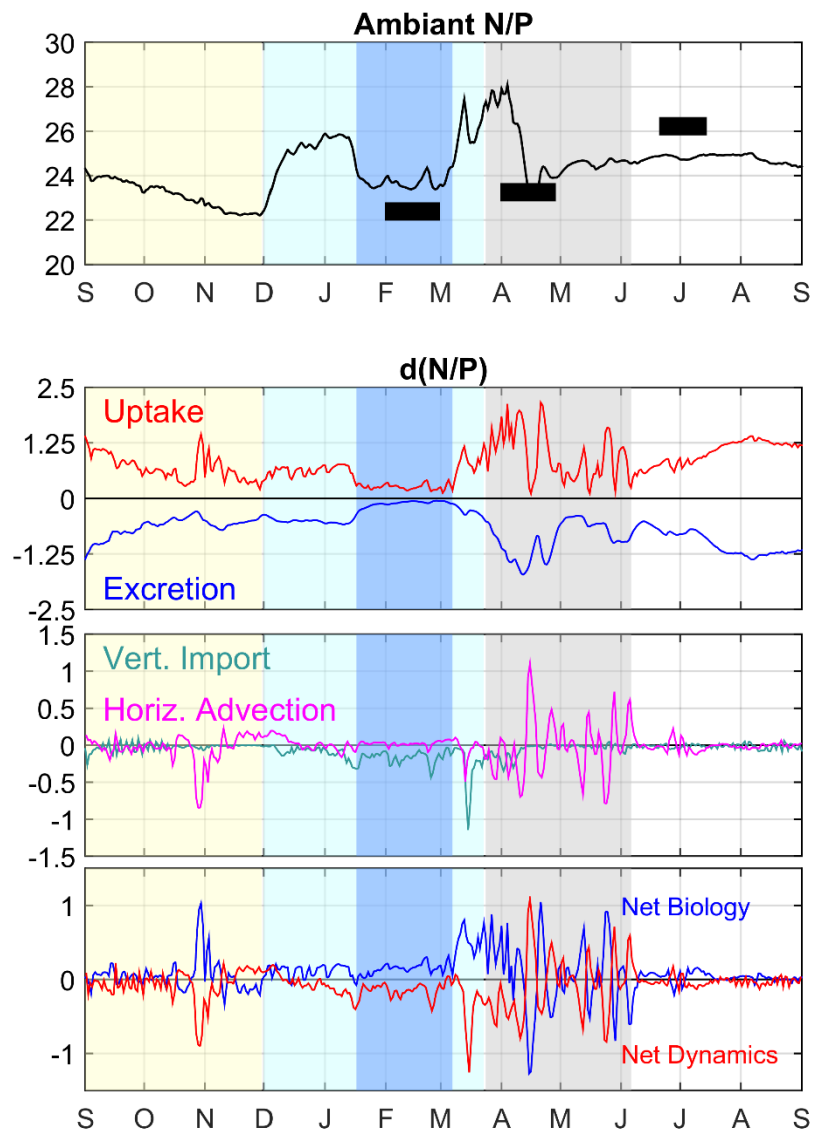 Ambiant N/P
30
28
26
24
22
20
S O N D J F M A M J J A S
d(N/P)
2.5
Uptake
1.25
0
-1.25
Excretion
-2.5
1.5
Vert. Import
1
Horiz. Advection
0.5
0
-0.5
-1
-1.5
1
Net Biology
0
-1
Net Dynamics
S O N D J F M A M J J A S